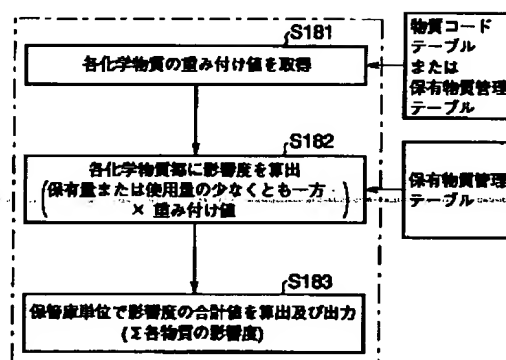 S181
各化学物質の重み付け値を取得
物質コード
テーブル
または
保有物質管理
テーブル
S182
各化学物質毎に影響度を算出
(保有量または使用量の少なくとも一方
× 重み付け値)
保有物質管理
テーブル
S183
保管庫単位で影響度の合計値を算出及び出力
(Σ各物質の影響度)